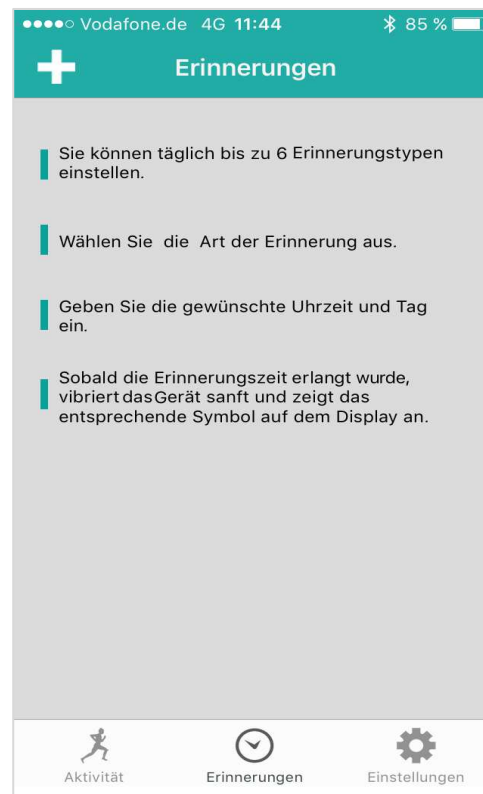 ●●●●○ Vodafone.de 4G 11:44 85 %
Erinnerungen
Sie können täglich bis zu 6 Erinnerungstypen
einstellen.
Wählen Sie die Art der Erinnerung aus.
Geben Sie die gewünschte Uhrzeit und Tag
ein.
Sobald die Erinnerungszeit erlangt wurde,
vibriert das Gerät sanft und zeigt das
entsprechende Symbol auf dem Display an.
Aktivität Erinnerungen Einstellungen